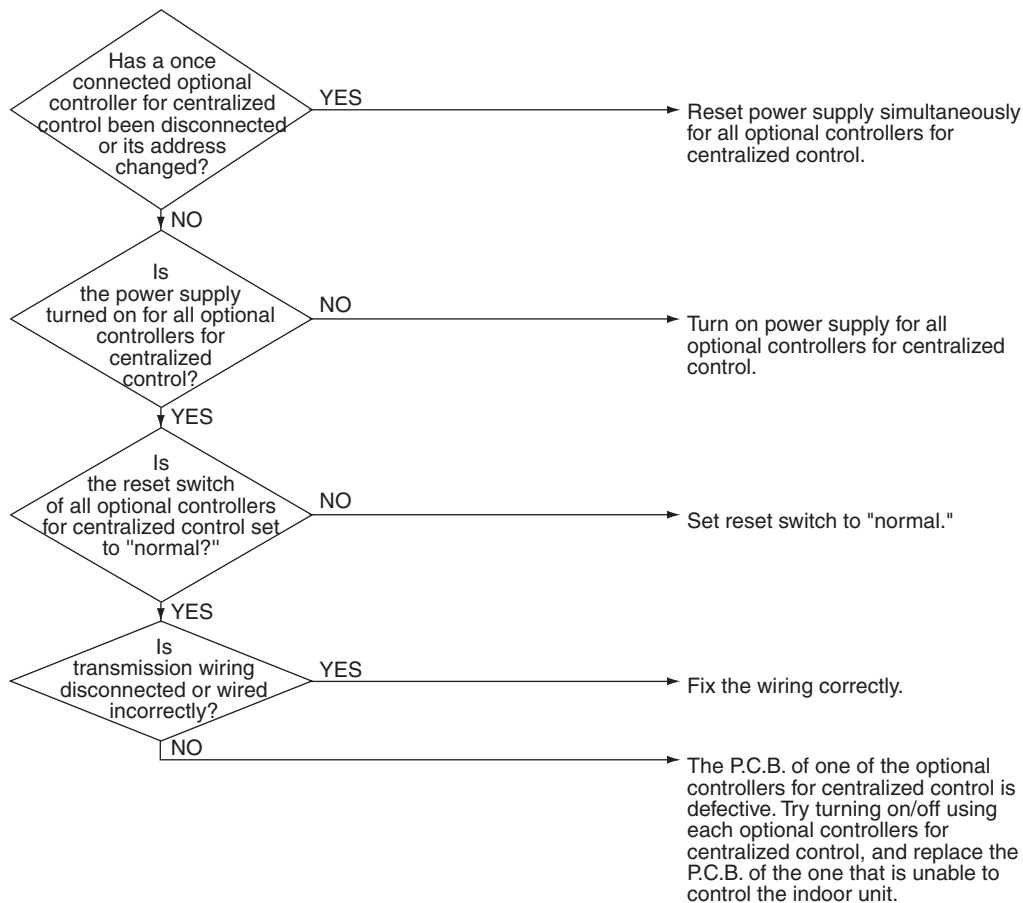 Has a once
connected optional
controller for centralized
control been disconnected
or its address
changed?
YES
Reset power supply simultaneously
for all optional controllers for
centralized control.
NO
Is
the power supply
turned on for all optional
controllers for
centralized
control?
NO
Turn on power supply for all
optional controllers for centralized
control.
YES
Is
the reset switch
of all optional controllers
for centralized control set
to "normal?"
NO
Set reset switch to "normal."
YES
Is
transmission wiring
disconnected or wired
incorrectly?
YES
Fix the wiring correctly.
NO
The P.C.B. of one of the optional
controllers for centralized control is
defective. Try turning on/off using
each optional controllers for
centralized control, and replace the
P.C.B. of the one that is unable to
control the indoor unit.